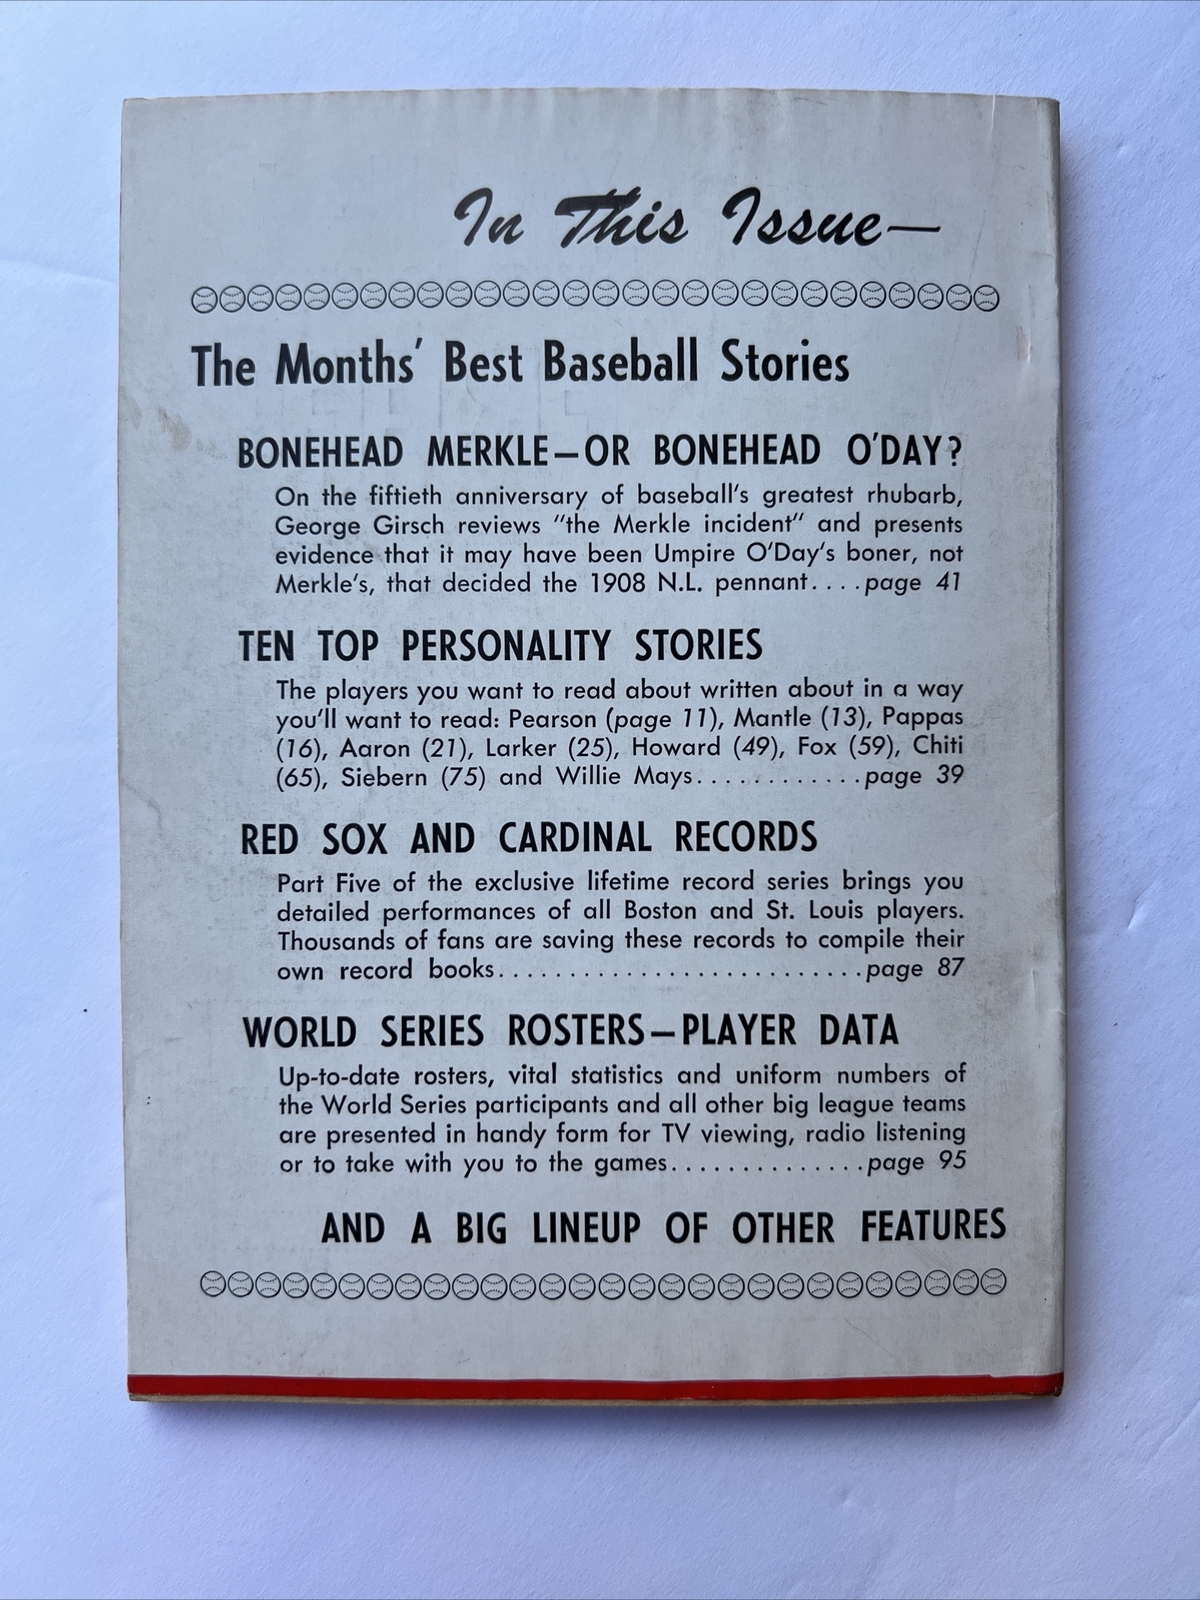 In This Issue—
The Months' Best Baseball Stories
BONEHEAD MERKLE—OR BONEHEAD O'DAY?
On the fiftieth anniversary of baseball's greatest rhubarb,
George Girsch reviews "the Merkle incident" and presents
evidence that it may have been Umpire O'Day's boner, not
Merkle's, that decided the 1908 N.L. pennant....page 41
TEN TOP PERSONALITY STORIES
The players you want to read about written about in a way
you'll want to read: Pearson (page 11), Mantle (13), Pappas
(16), Aaron (21), Larker (25), Howard (49), Fox (59), Chiti
(65), Siebern (75) and Willie Mays............page 39
RED SOX AND CARDINAL RECORDS
Part Five of the exclusive lifetime record series brings you
detailed performances of all Boston and St. Louis players.
Thousands of fans are saving these records to compile their
own record books..........................page 87
WORLD SERIES ROSTERS—PLAYER DATA
Up-to-date rosters, vital statistics and uniform numbers of
the World Series participants and all other big league teams
are presented in handy form for TV viewing, radio listening
or to take with you to the games..............page 95
AND A BIG LINEUP OF OTHER FEATURES